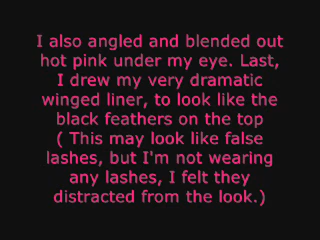 I also angled and blended out
hot pink under my eye. Last,
I drew my very dramatic
winged liner, to look like the
black feathers on the top
( This may look like false
lashes, but I'm not wearing
any lashes, I felt they
distracted from the look.)